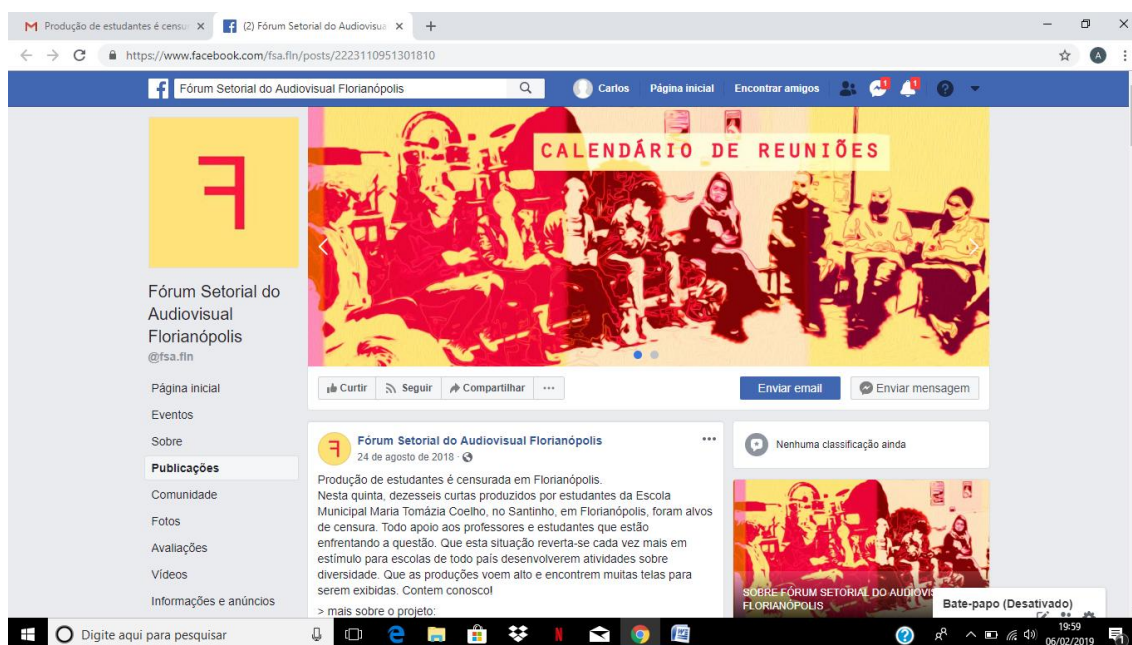 Produção de estudantes é censur
(2) Fórum Setorial do Audiovisua
https://www.facebook.com/fsa.fln/posts/2223110951301810
A
Fórum Setorial do Audiovisual Florianópolis
Carlos
Página inicial
Encontrar amigos
1
1
CALENDÁRIO DE REUNIÕES
Fórum Setorial do
Audiovisual
Florianópolis
@fsa.fln
Página inicial
Eventos
Sobre
Publicações
Comunidade
Fotos
Avaliações
Vídeos
Informações e anúncios
Curtir
Seguir
Compartilhar
Enviar email
Enviar mensagem
Fórum Setorial do Audiovisual Florianópolis
24 de agosto de 2018
Produção de estudantes é censurada em Florianópolis.
Nesta quinta, dezesseis curtas produzidos por estudantes da Escola
Municipal Maria Tomázia Coelho, no Santinho, em Florianópolis, foram alvos
de censura. Todo apoio aos professores e estudantes que estão
enfrentando a questão. Que esta situação reverta-se cada vez mais em
estímulo para escolas de todo país desenvolverem atividades sobre
diversidade. Que as produções voem alto e encontrem muitas telas para
serem exibidas. Contem conosco!
> mais sobre o projeto:
Nenhuma classificação ainda
SOBRE FÓRUM SETORIAL DO AUDIOVIS
FLORIANÓPOLIS
Bate-papo (Desativado)
Digite aqui para pesquisar
19:59
06/02/2019
1